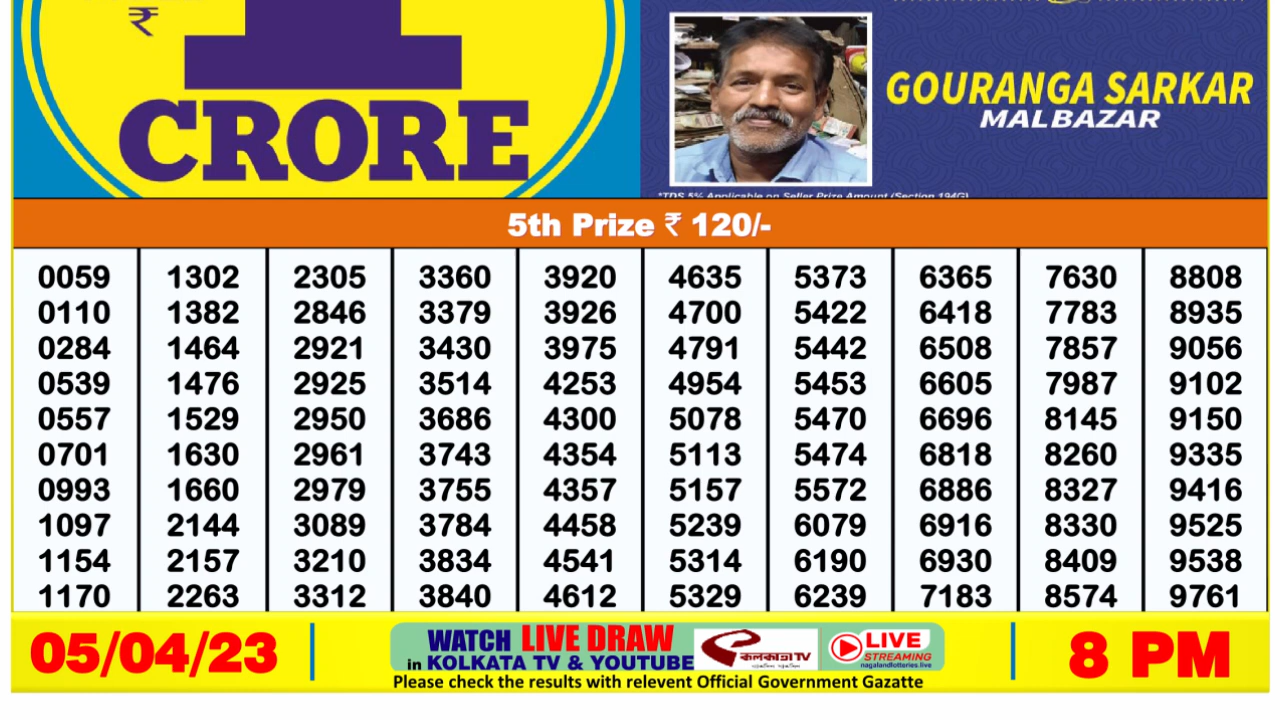 ₹
1
CRORE
GOURANGA SARKAR
MALBAZAR
*TDS 5% Applicable on Seller Prize Amount (Section 194G)
5th Prize ₹ 120/-
0059 1302 2305 3360 3920 4635 5373 6365 7630 8808
0110 1382 2846 3379 3926 4700 5422 6418 7783 8935
0284 1464 2921 3430 3975 4791 5442 6508 7857 9056
0539 1476 2925 3514 4253 4954 5453 6605 7987 9102
0557 1529 2950 3686 4300 5078 5470 6696 8145 9150
0701 1630 2961 3743 4354 5113 5474 6818 8260 9335
0993 1660 2979 3755 4357 5157 5572 6886 8327 9416
1097 2144 3089 3784 4458 5239 6079 6916 8330 9525
1154 2157 3210 3834 4541 5314 6190 6930 8409 9538
1170 2263 3312 3840 4612 5329 6239 7183 8574 9761
05/04/23
WATCH LIVE DRAW
in KOLKATA TV & YOUTUBE
কলকাতা TV
LIVE
STREAMING
nagalandlotteries.live
Please check the results with relevent Official Government Gazatte
8 PM